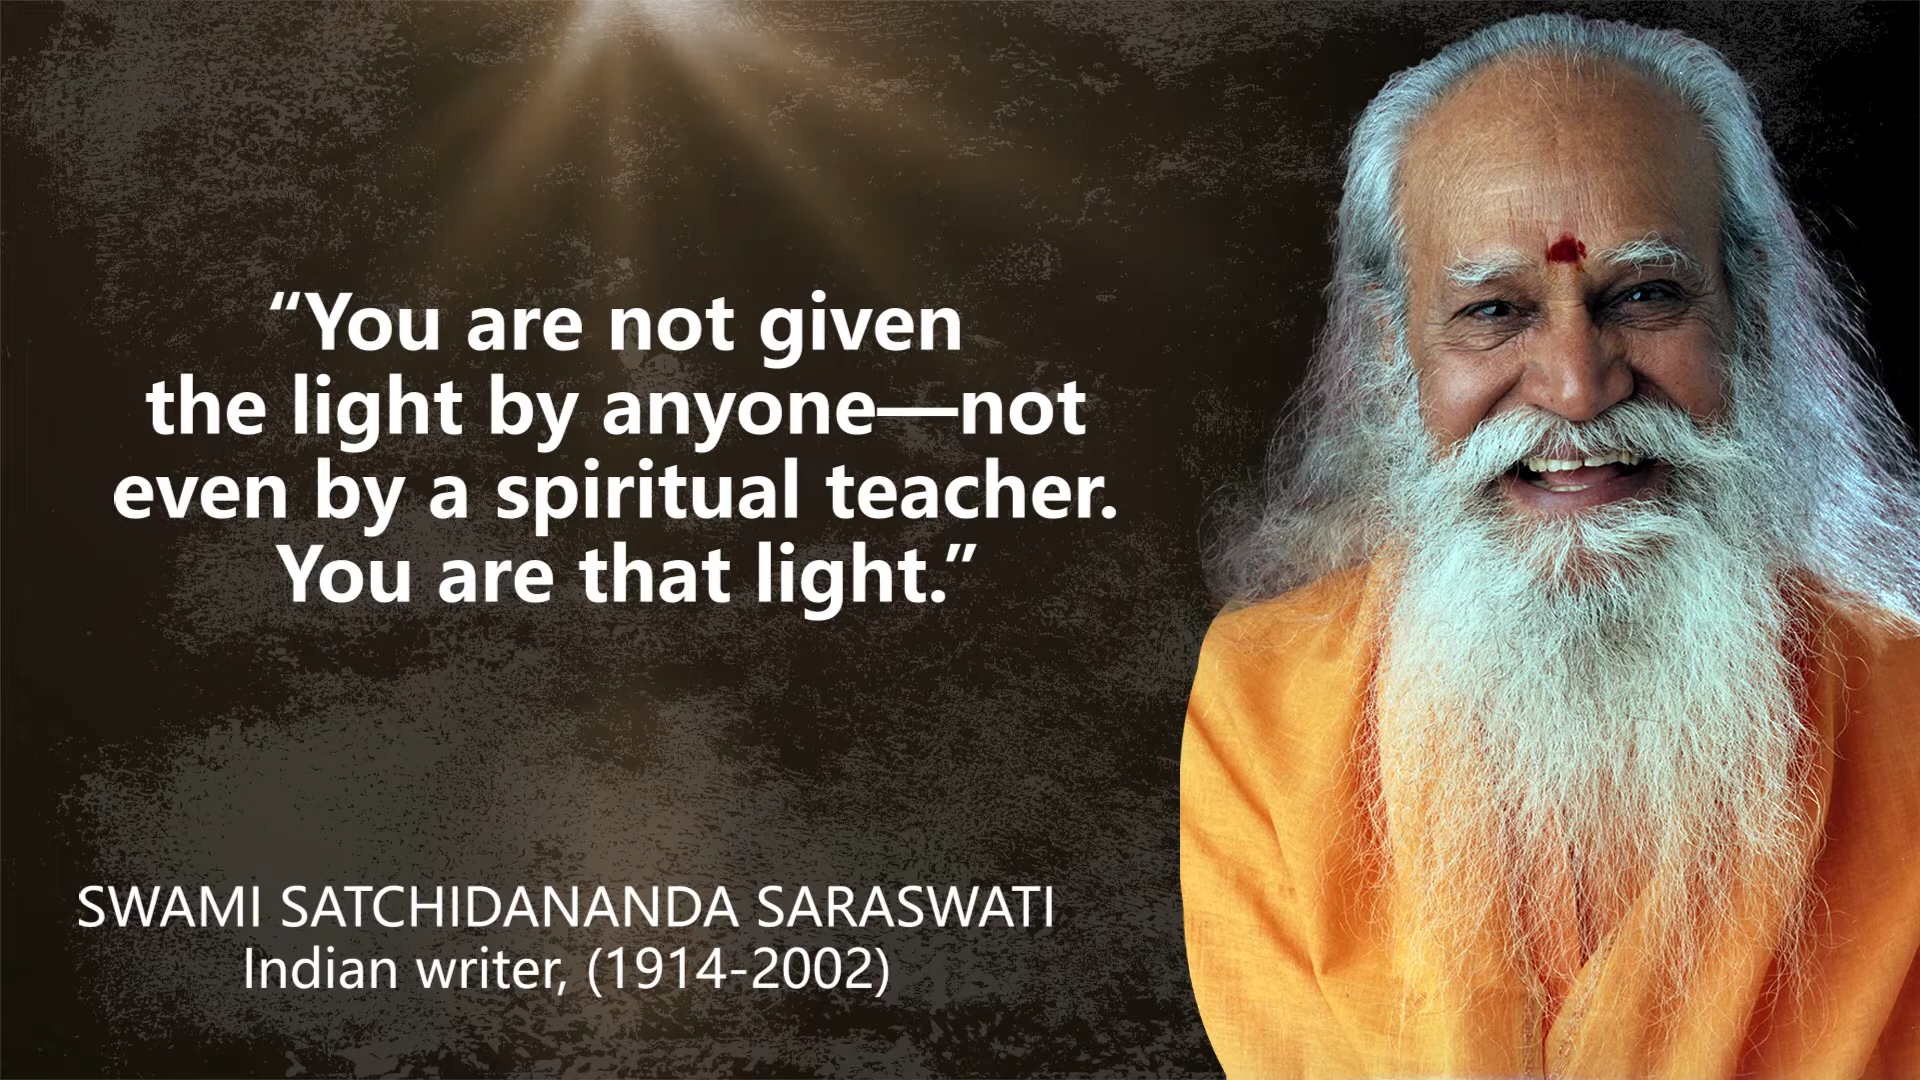 “You are not given
the light by anyone—not
even by a spiritual teacher.
You are that light.”
SWAMI SATCHIDANANDA SARASWATI
Indian writer, (1914-2002)